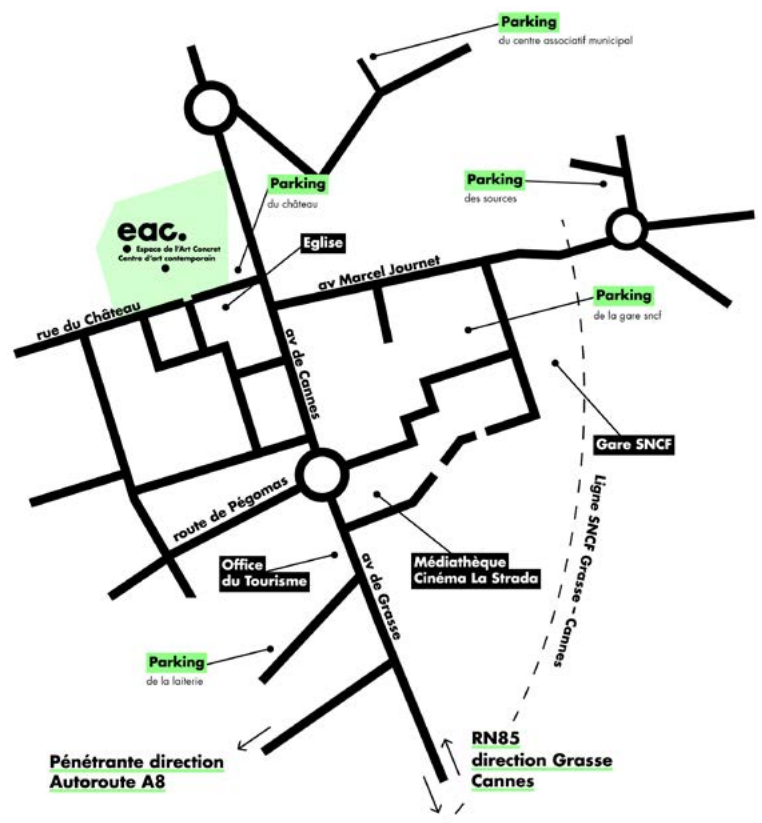 Parking
du centre associatif municipal
Parking
du château
Parking
des sources
eac.
Espace de l'Art Concret
Centre d'art contemporain
Eglise
av Marcel Journet
rue du Château
Parking
de la gare sncf
av de Cannes
Gare SNCF
route de Pégomas
Ligne SNCF Grasse - Cannes
Office
du Tourisme
av de Grasse
Médiathèque
Cinéma La Strada
Parking
de la laiterie
Pénétrante direction
Autoroute A8
RN85
direction Grasse
Cannes